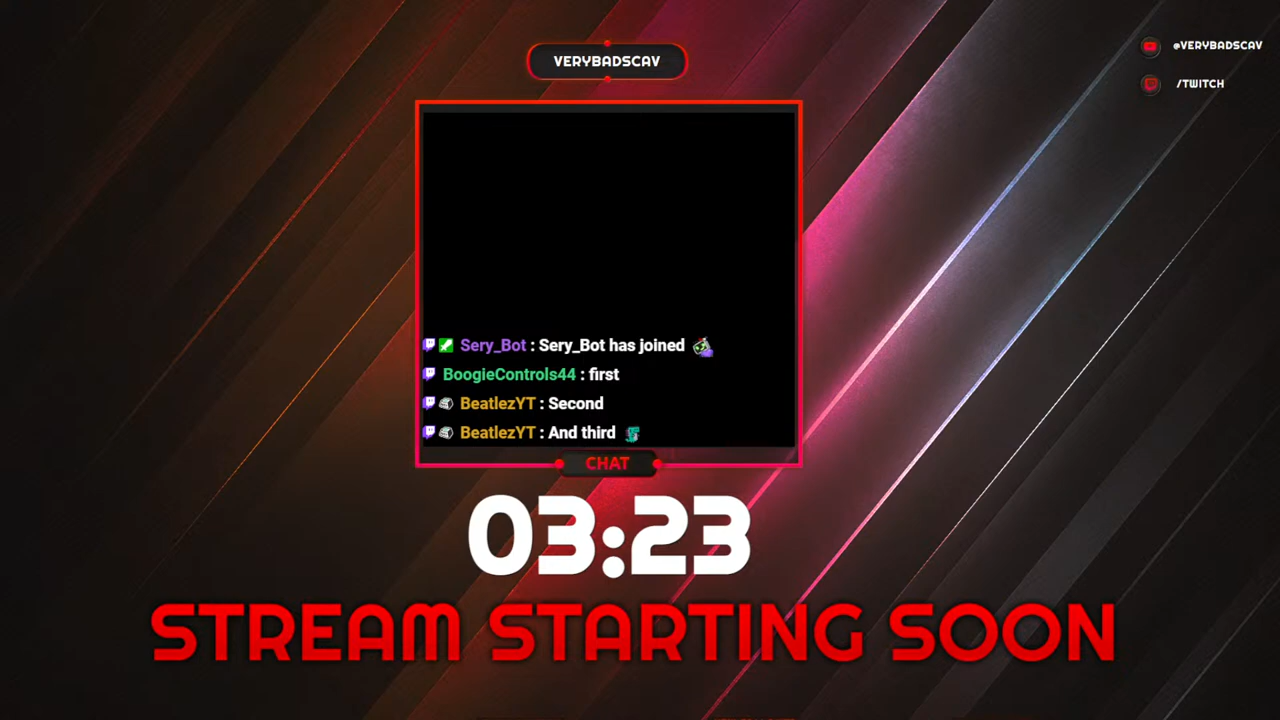 VERYBADSCAV
@VERYBADSCAV
/TWITCH
Sery_Bot : Sery_Bot has joined
BoogieControls44 : first
BeatlezYT : Second
BeatlezYT : And third
CHAT
03:23
STREAM STARTING SOON